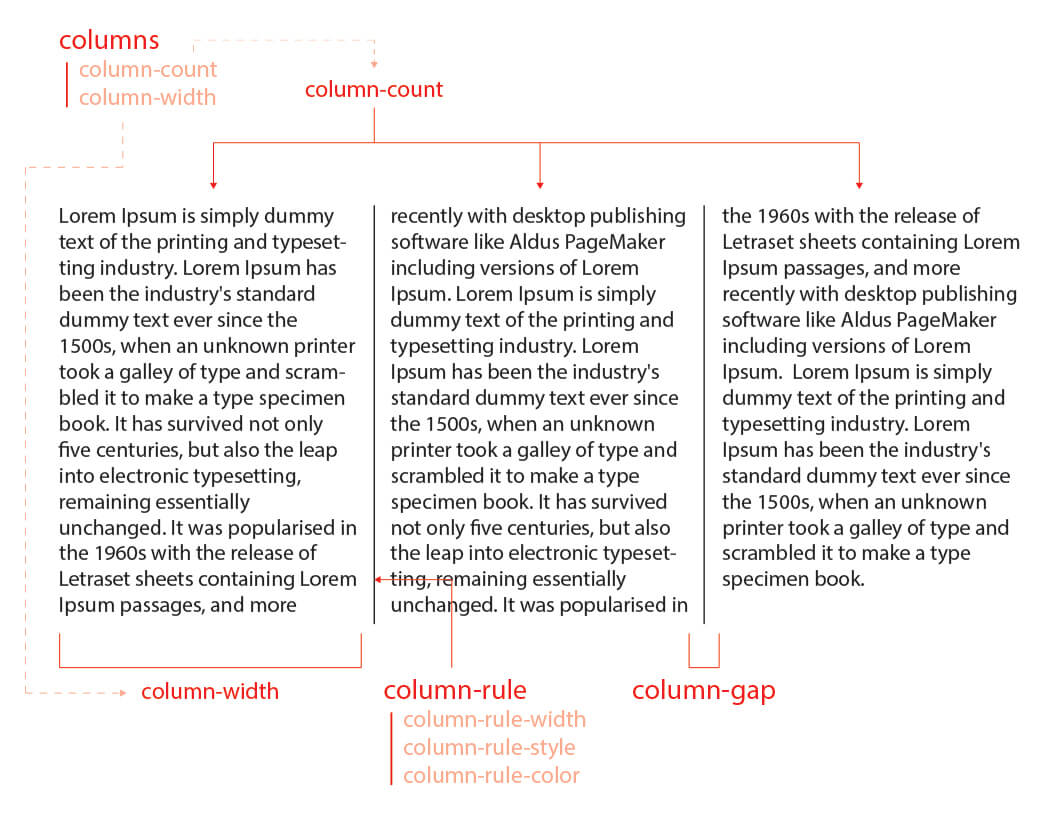 columns
column-count
column-width
column-count
Lorem Ipsum is simply dummy
text of the printing and typeset-
ting industry. Lorem Ipsum has
been the industry's standard
dummy text ever since the
1500s, when an unknown printer
took a galley of type and scram-
bled it to make a type specimen
book. It has survived not only
five centuries, but also the leap
into electronic typesetting,
remaining essentially
unchanged. It was popularised in
the 1960s with the release of
Letraset sheets containing Lorem
Ipsum passages, and more
recently with desktop publishing
software like Aldus PageMaker
including versions of Lorem
Ipsum. Lorem Ipsum is simply
dummy text of the printing and
typesetting industry. Lorem
Ipsum has been the industry's
standard dummy text ever since
the 1500s, when an unknown
printer took a galley of type and
scrambled it to make a type
specimen book. It has survived
not only five centuries, but also
the leap into electronic typeset-
ting, remaining essentially
unchanged. It was popularised in
the 1960s with the release of
Letraset sheets containing Lorem
Ipsum passages, and more
recently with desktop publishing
software like Aldus PageMaker
including versions of Lorem
Ipsum.  Lorem Ipsum is simply
dummy text of the printing and
typesetting industry. Lorem
Ipsum has been the industry's
standard dummy text ever since
the 1500s, when an unknown
printer took a galley of type and
scrambled it to make a type
specimen book.
column-width
column-rule
column-rule-width
column-rule-style
column-rule-color
column-gap